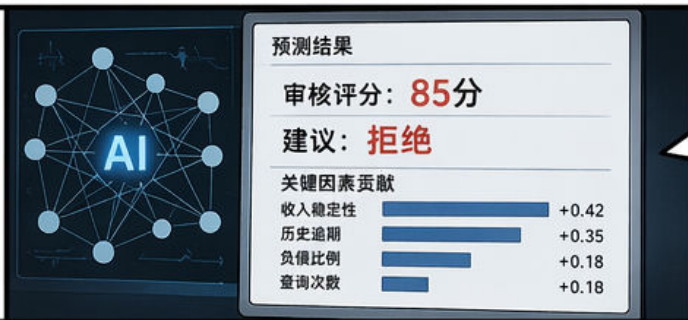 AI
预测结果
审核评分：85分
建议：拒绝
关键因素贡献
收入稳定性 +0.42
历史逾期 +0.35
负债比例 +0.18
查询次数 +0.18